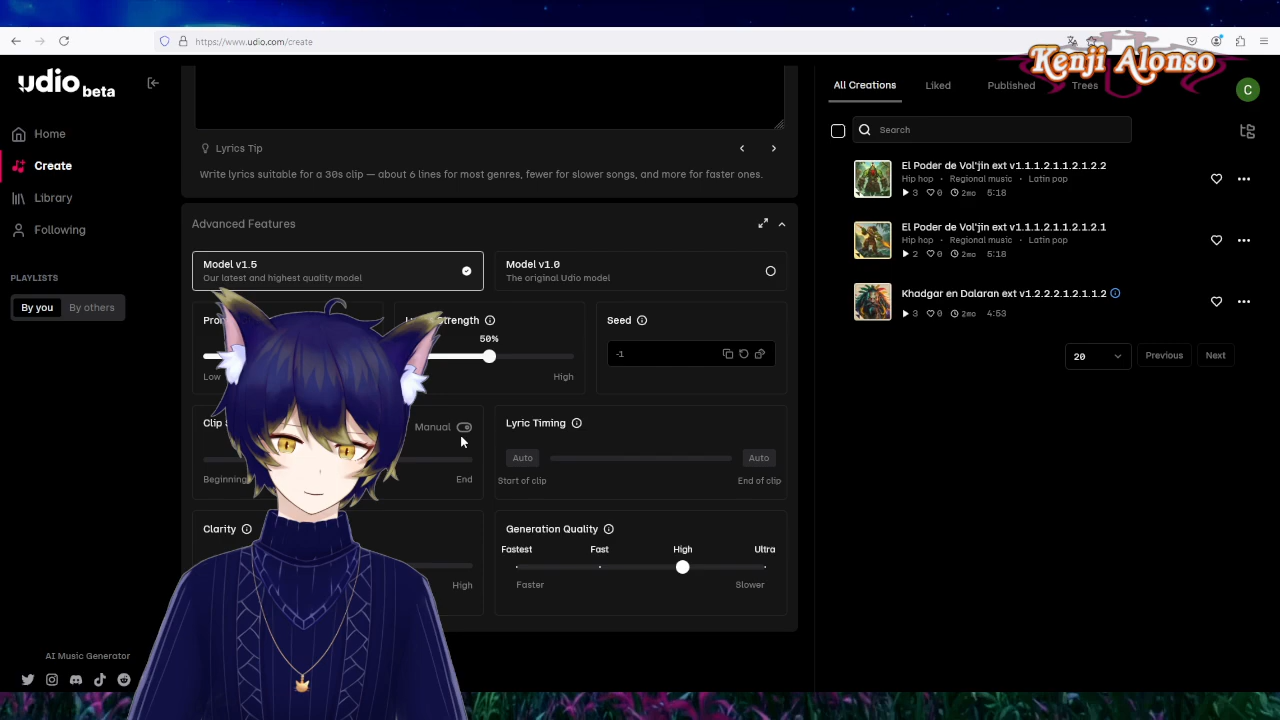 https://www.udio.com/create
Kenji Alonso
udio beta
Home
Create
Library
Following
PLAYLISTS
By you
By others
AI Music Generator
Lyrics Tip
Write lyrics suitable for a 30s clip — about 6 lines for most genres, fewer for slower songs, and more for faster ones.
Advanced Features
Model v1.5
Our latest and highest quality model
Model v1.0
The original Udio model
Strength
50%
Low
High
Seed
-1
Clip
Manual
Beginning
End
Lyric Timing
Auto
Auto
Start of clip
End of clip
Clarity
High
Generation Quality
Fastest
Fast
High
Ultra
Faster
Slower
All Creations
Liked
Published
Trees
C
Search
El Poder de Vol'jin ext v1.1.1.2.1.1.2.1.2.2
Hip hop • Regional music • Latin pop
3 0 2mo 5:18
El Poder de Vol'jin ext v1.1.1.2.1.1.2.1.2.1
Hip hop • Regional music • Latin pop
2 0 2mo 5:18
Khadgar en Dalaran ext v1.2.2.2.1.2.1.1.2
3 0 2mo 4:53
20
Previous
Next